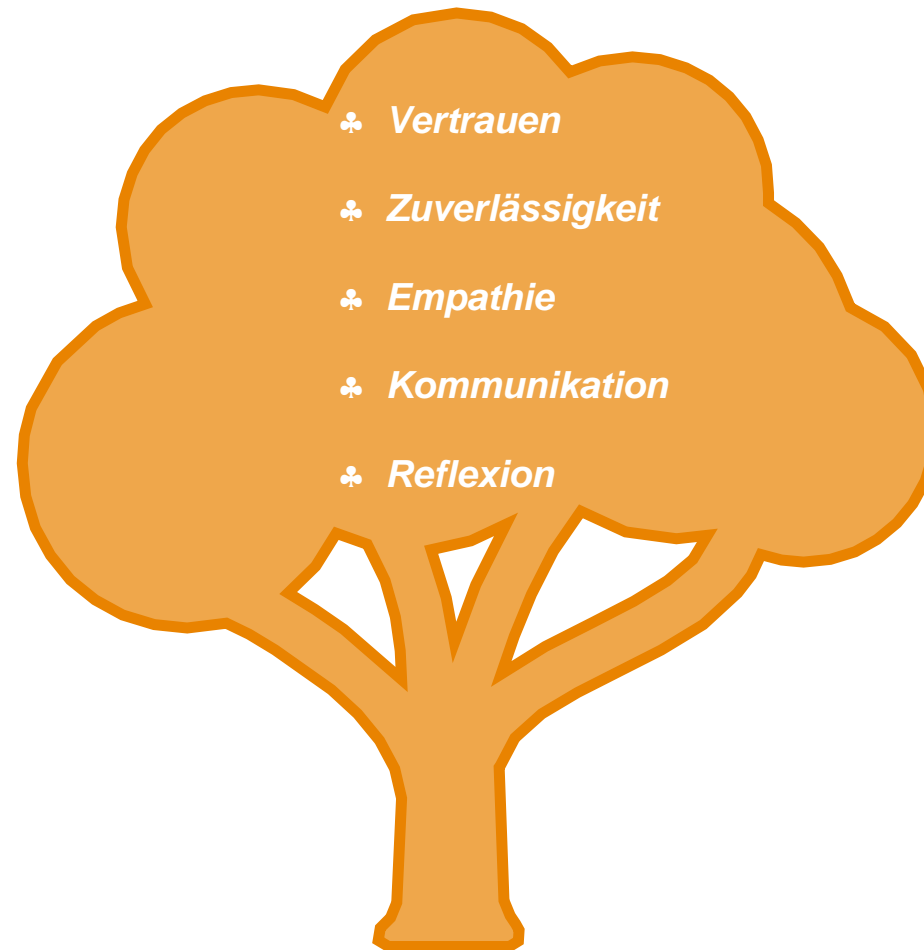 ♣ Vertrauen
♣ Zuverlässigkeit
♣ Empathie
♣ Kommunikation
♣ Reflexion